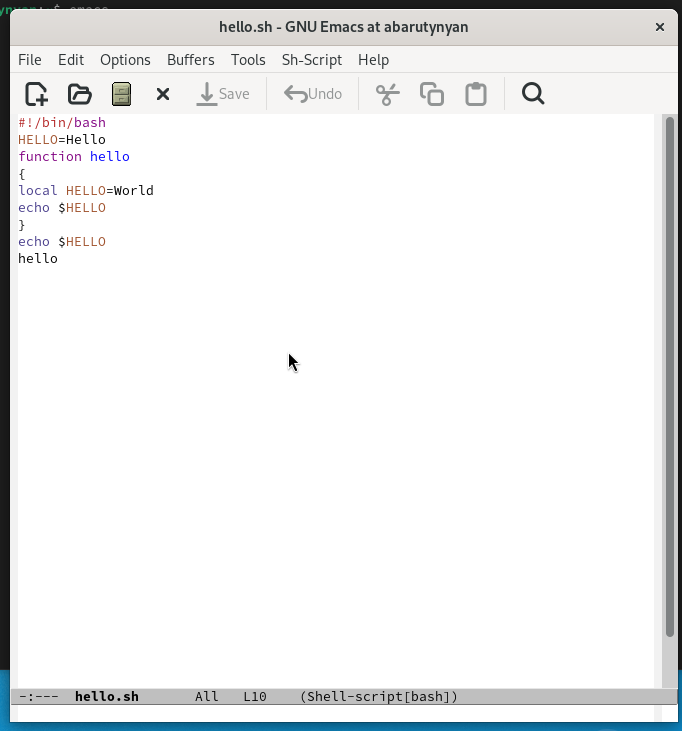 hello.sh - GNU Emacs at abarutynyan ×
File Edit Options Buffers Tools Sh-Script Help
Save Undo
#!/bin/bash
HELLO=Hello
function hello
{
local HELLO=World
echo $HELLO
}
echo $HELLO
hello
-:--- hello.sh All L10 (Shell-script[bash])